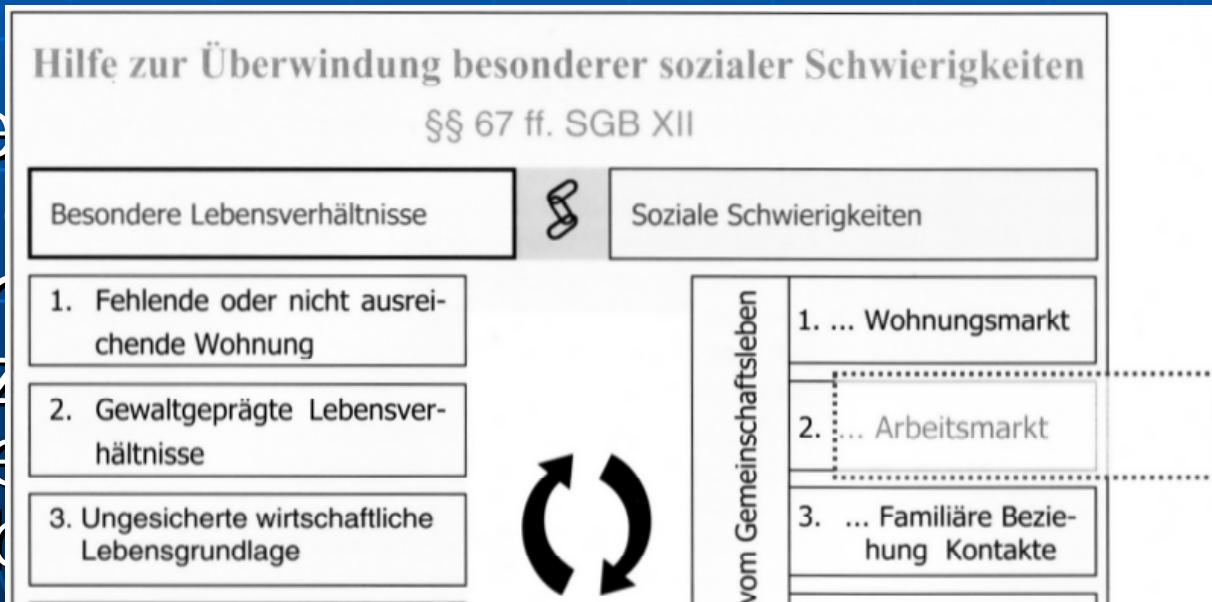 Hilfe zur Überwindung besonderer sozialer Schwierigkeiten
§§ 67 ff. SGB XII
Besondere Lebensverhältnisse
Soziale Schwierigkeiten
1. Fehlende oder nicht ausrei-
chende Wohnung
2. Gewaltgeprägte Lebensver-
hältnisse
3. Ungesicherte wirtschaftliche
Lebensgrundlage
vom Gemeinschaftsleben
1. ... Wohnungsmarkt
2. ... Arbeitsmarkt
3. ... Familiäre Bezie-
hung Kontakte